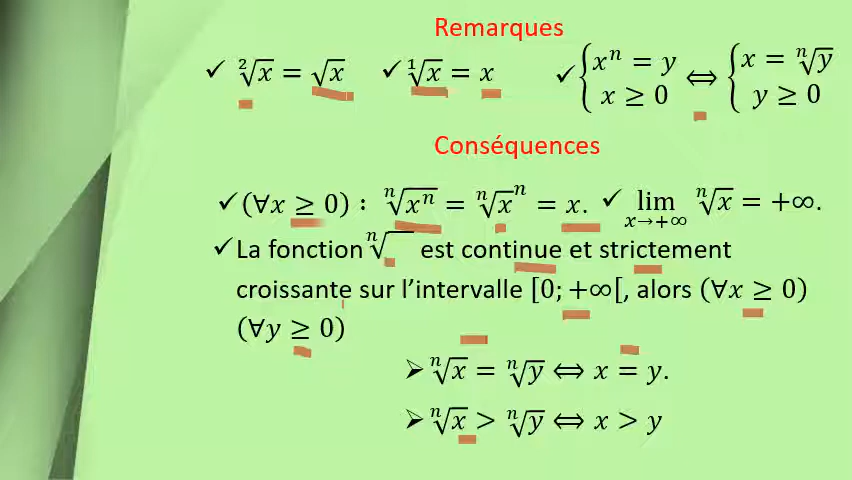 Remarques
✓ ²√x = √x ✓ ¹√x = x ✓ {xⁿ = y, x ≥ 0 ⇔ {x = ⁿ√y, y ≥ 0
Conséquences
✓ (∀x ≥ 0) : ⁿ√(xⁿ) = ⁿ√x ⁿ = x. ✓ lim x→+∞ ⁿ√x = +∞.
✓ La fonction ⁿ√ est continue et strictement
croissante sur l’intervalle [0; +∞[, alors (∀x ≥ 0)
(∀y ≥ 0)
➢ ⁿ√x = ⁿ√y ⇔ x = y.
➢ ⁿ√x > ⁿ√y ⇔ x > y